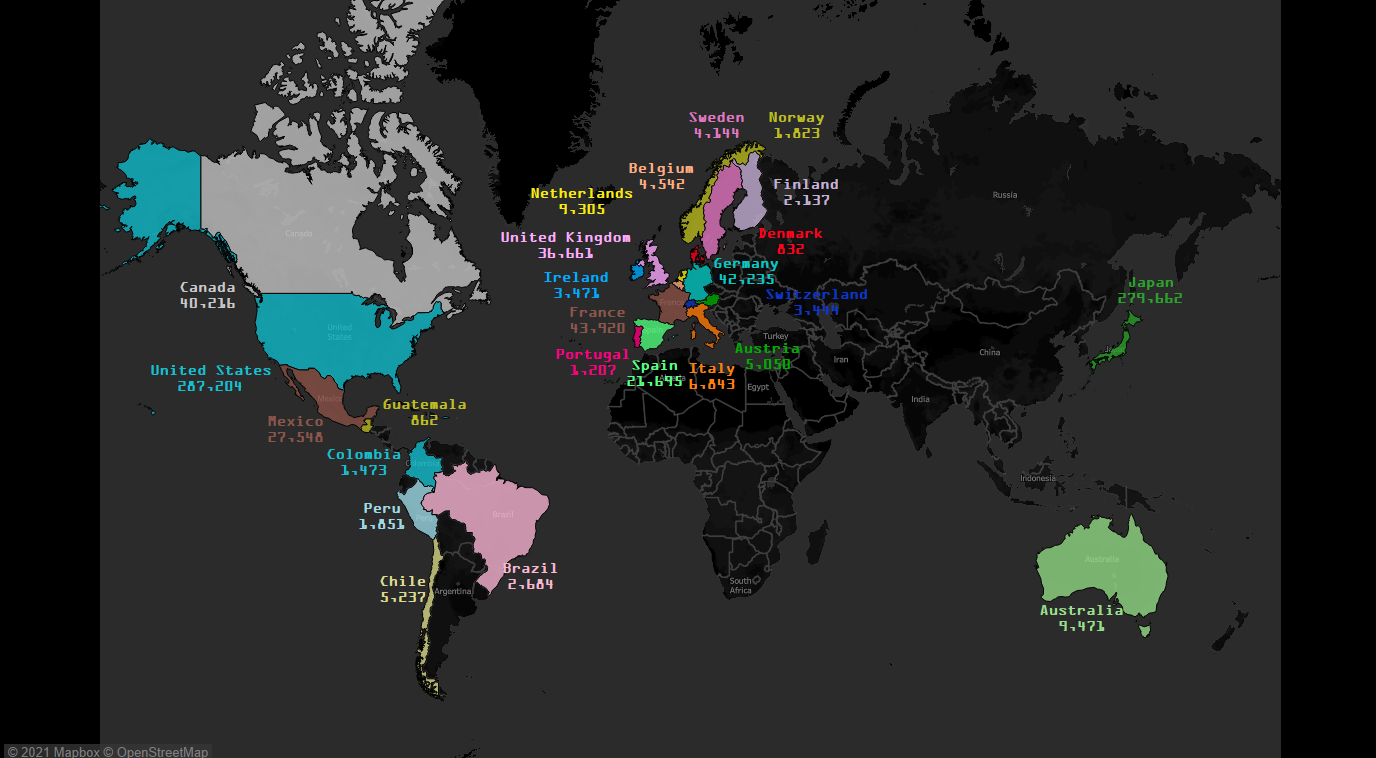 Sweden
4,144
Norway
1,823
Belgium
4,542
Finland
2,137
Netherlands
9,305
Russia
Canada
United Kingdom
36,661
Denmark
832
Germany
42,235
Ireland
3,471
Canada
40,216
Japan
279,662
Switzerland
3,444
France
France
43,920
United
States
Turkey
China
Iran
Austria
5,050
Portugal
1,207
Spain
21,695
Italy
6,843
United States
287,204
Egypt
India
Mexico
Guatemala
862
Mexico
27,548
Colombia
1,473
Indonesia
Peru
1,851
Peru
Brazil
Australia
Brazil
2,684
Chile
5,237
Argentina
South
Africa
Australia
9,471
© 2021 Mapbox © OpenStreetMap